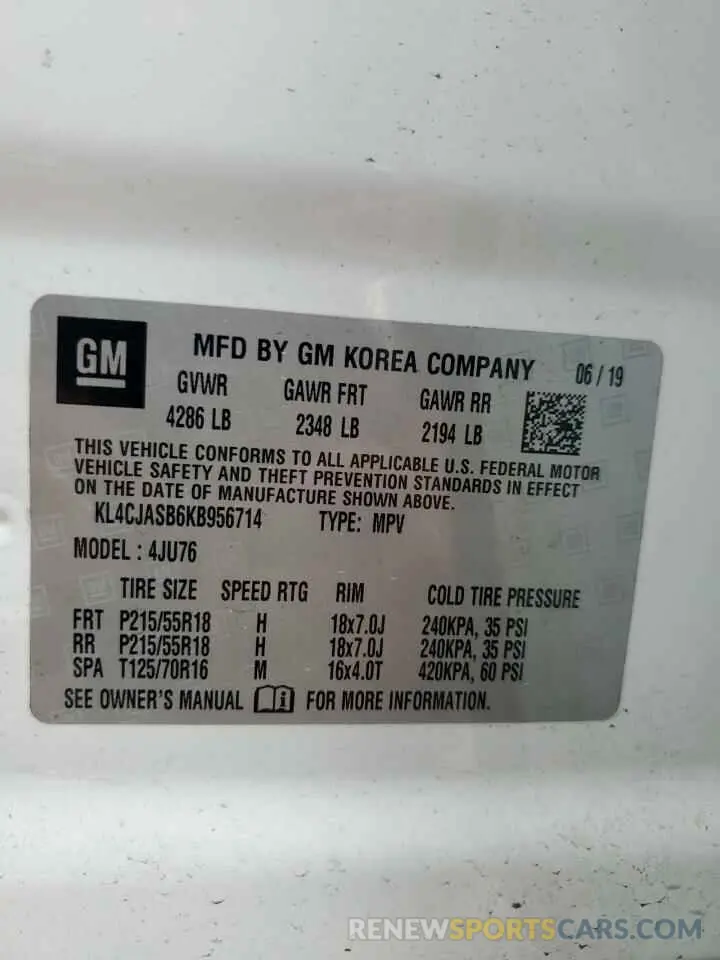 GM
MFD BY GM KOREA COMPANY 06 / 19
GVWR GAWR FRT GAWR RR
4286 LB 2348 LB 2194 LB
THIS VEHICLE CONFORMS TO ALL APPLICABLE U.S. FEDERAL MOTOR
VEHICLE SAFETY AND THEFT PREVENTION STANDARDS IN EFFECT
ON THE DATE OF MANUFACTURE SHOWN ABOVE.
KL4CJASB6KB956714 TYPE: MPV
MODEL : 4JU76
TIRE SIZE SPEED RTG RIM COLD TIRE PRESSURE
FRT P215/55R18 H 18x7.0J 240KPA, 35 PSI
RR P215/55R18 H 18x7.0J 240KPA, 35 PSI
SPA T125/70R16 M 16x4.0T 420KPA, 60 PSI
SEE OWNER'S MANUAL i FOR MORE INFORMATION.
RENEWSPORTSCARS.COM